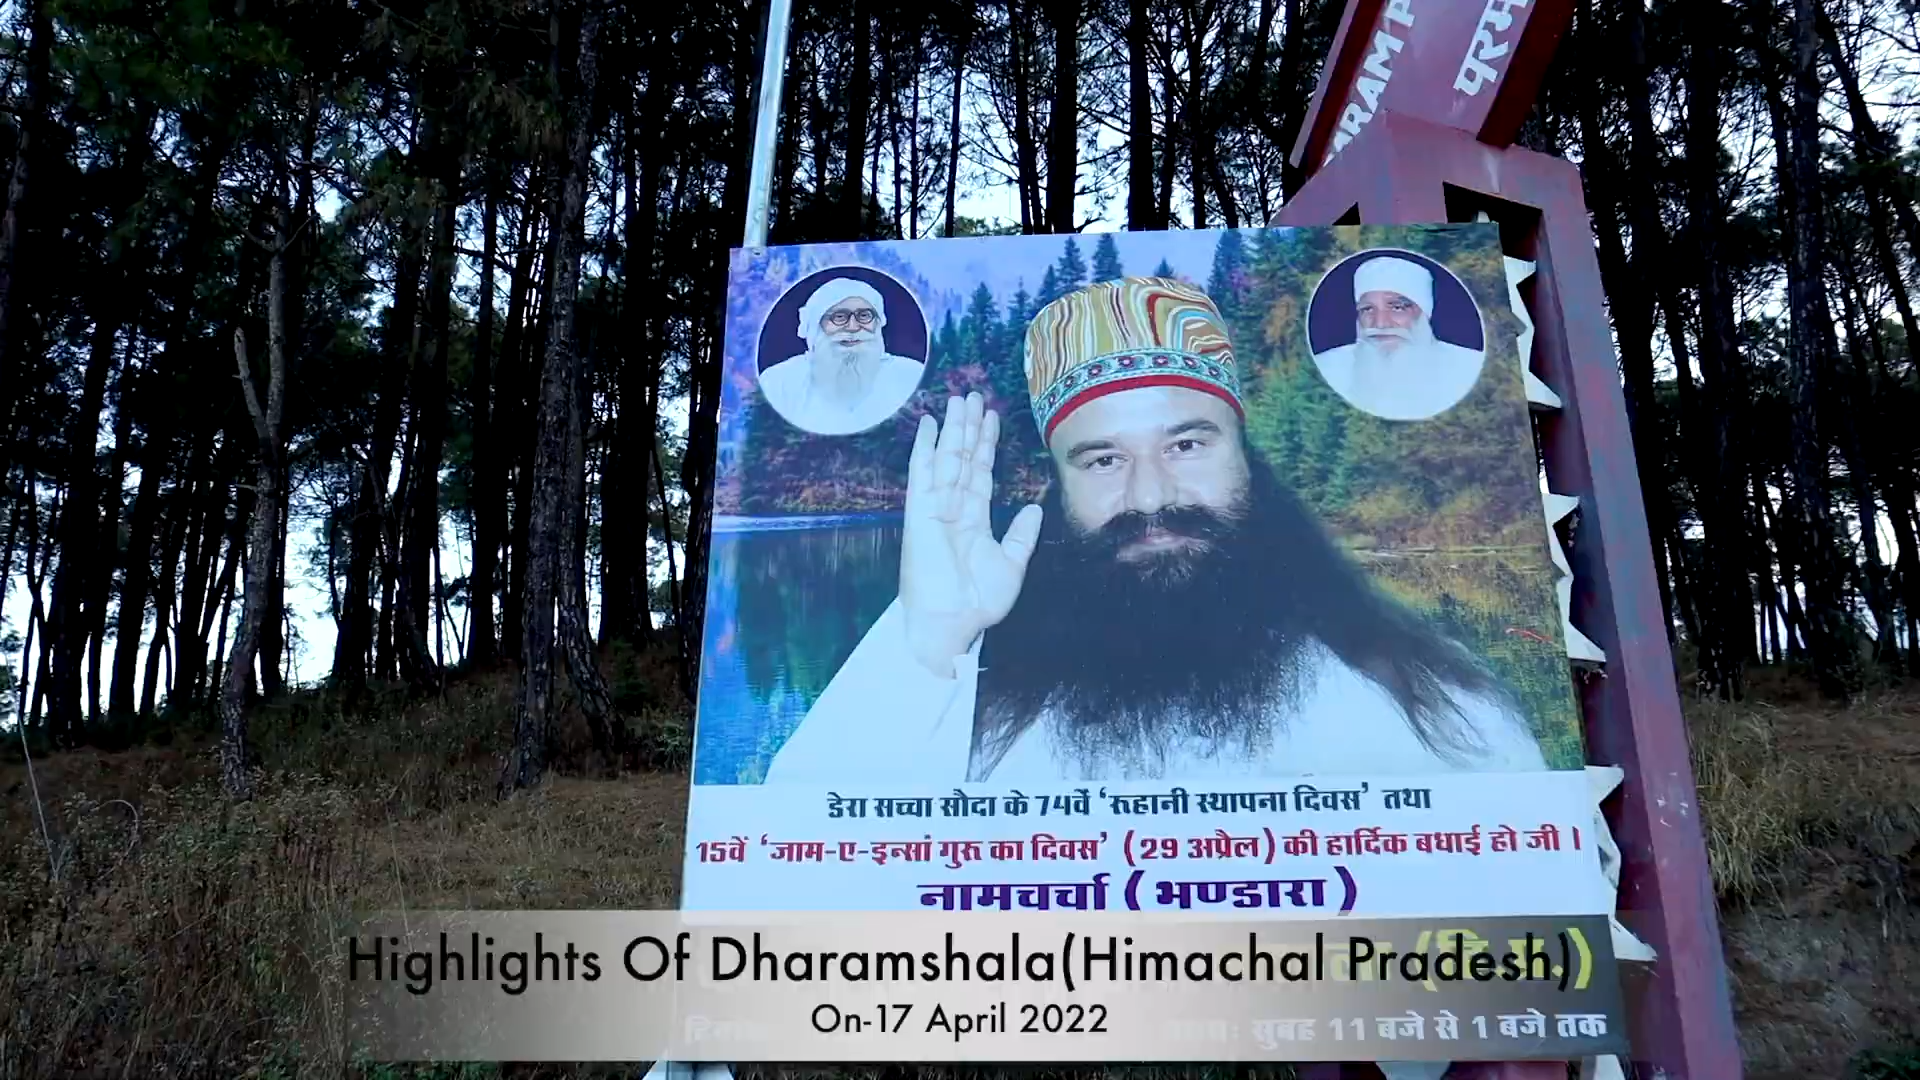 परम
डेरा सच्चा सौदा के 74वें ‘रूहानी स्थापना दिवस’ तथा
15वें ‘जाम-ए-इन्सां गुरू का दिवस’ (29 अप्रैल) की हार्दिक बधाई हो जी।
नामचर्चा (भण्डारा)
Highlights Of Dharamshala(Himachal Pradesh)
On-17 April 2022
सुबह 11 बजे से 1 बजे तक